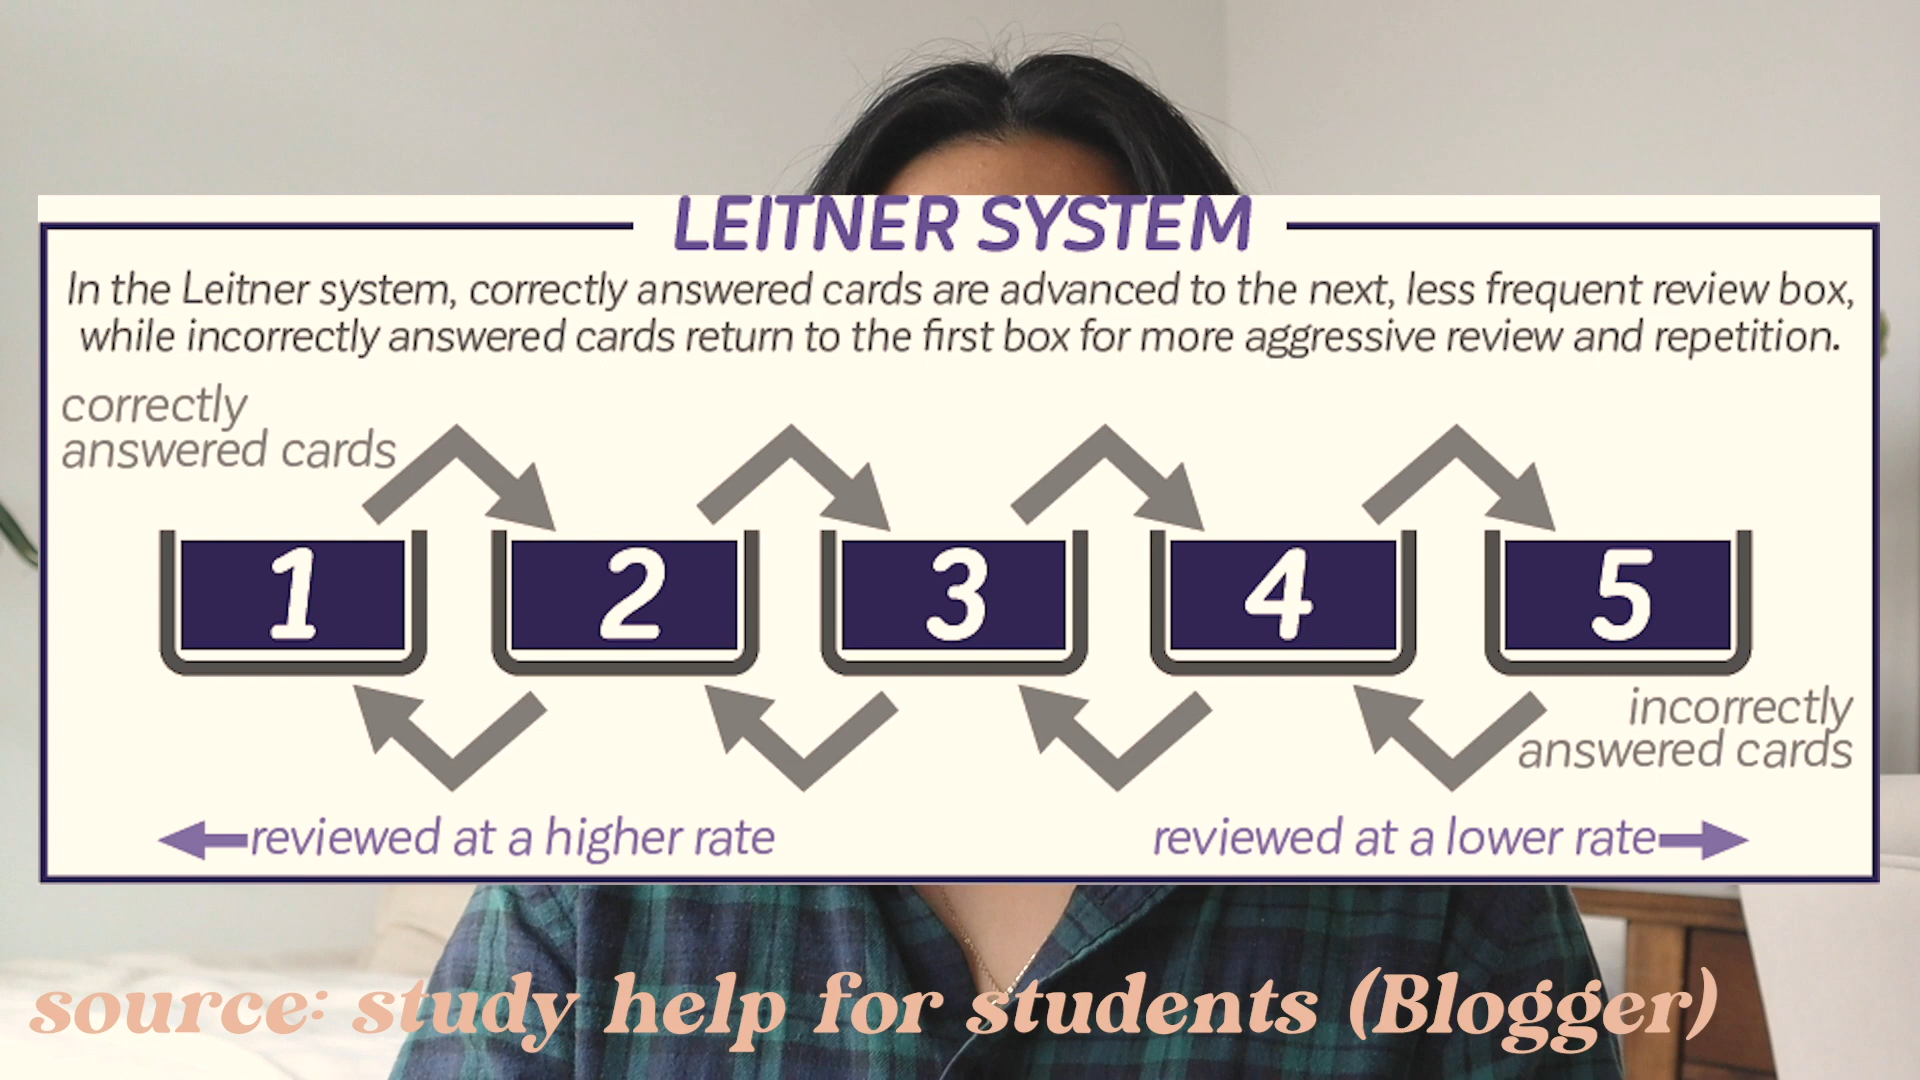 LEITNER SYSTEM
In the Leitner system, correctly answered cards are advanced to the next, less frequent review box,
while incorrectly answered cards return to the first box for more aggressive review and repetition.
correctly
answered cards
1 2 3 4 5
incorrectly
answered cards
reviewed at a higher rate
reviewed at a lower rate
source: study help for students (Blogger)